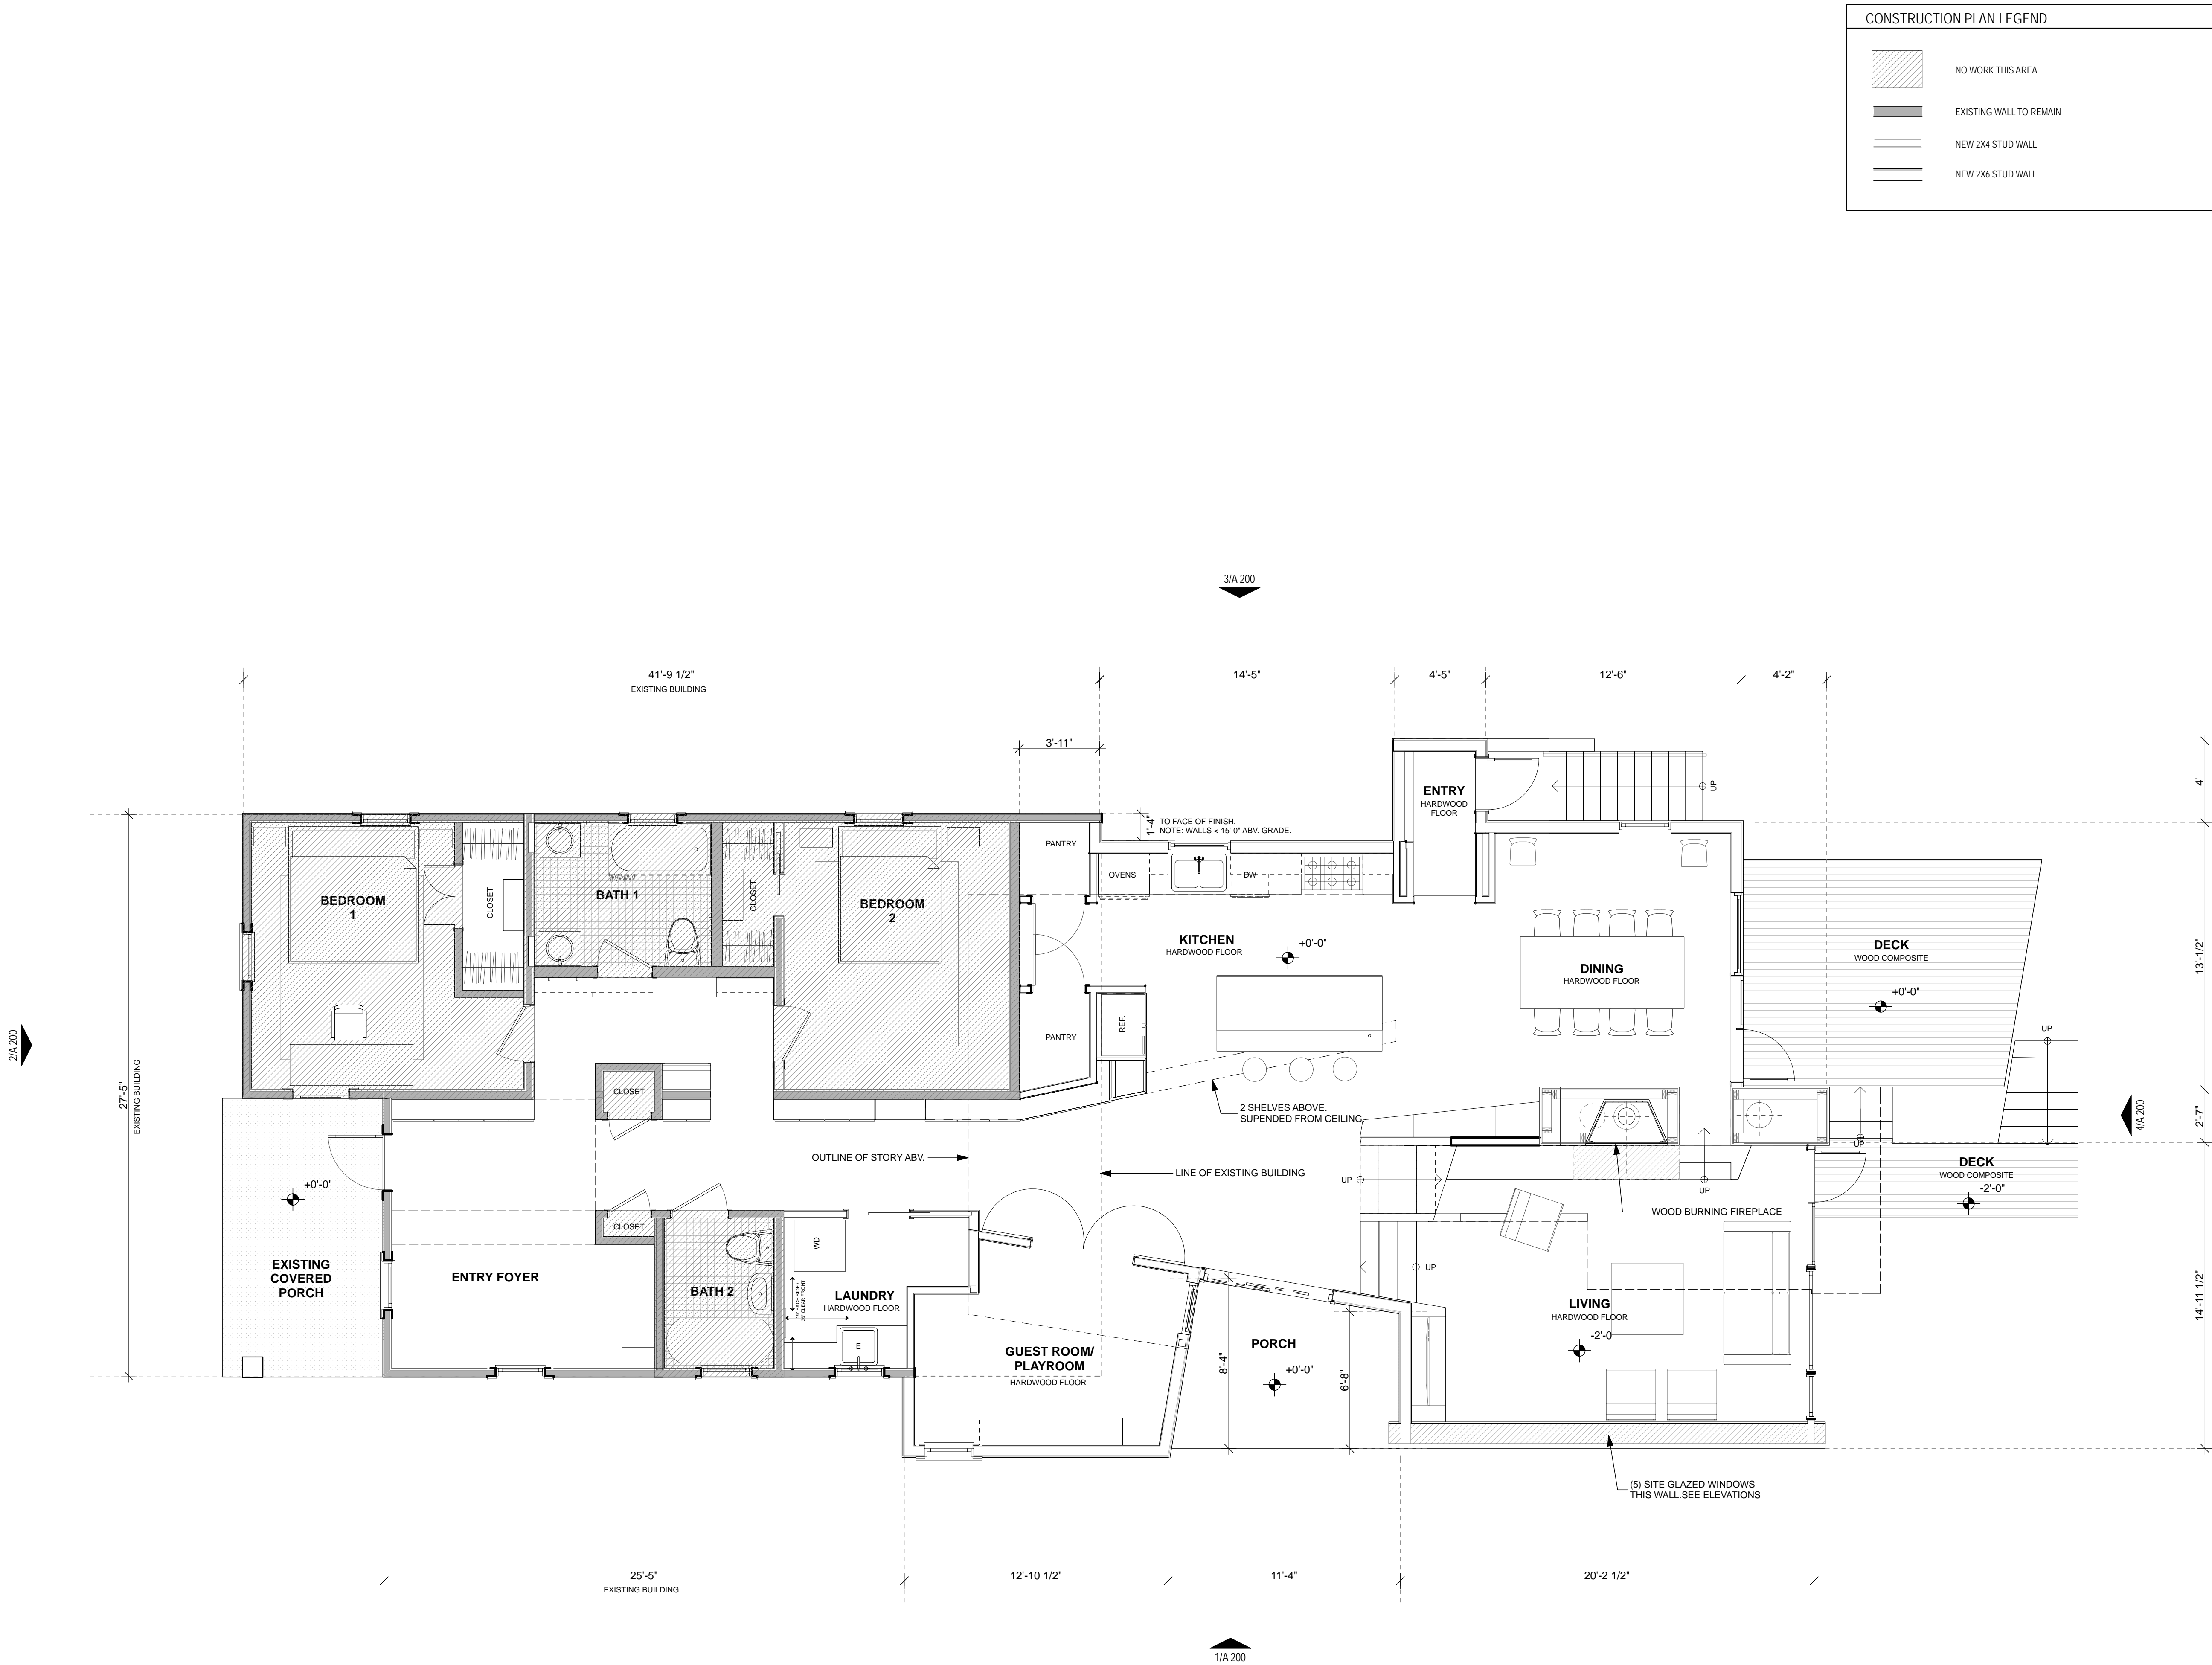 CONSTRUCTION PLAN LEGEND
NO WORK THIS AREA
EXISTING WALL TO REMAIN
NEW 2X4 STUD WALL
NEW 2X6 STUD WALL
3/A 200
41'-9 1/2"
EXISTING BUILDING
14'-5"
4'-5"
12'-6"
4'-2"
3'-11"
4'
1'-4"
TO FACE OF FINISH.
NOTE: WALLS < 15'-0" ABV. GRADE.
ENTRY
HARDWOOD
FLOOR
UP
PANTRY
OVENS
DW
BEDROOM
1
CLOSET
BATH 1
CLOSET
BEDROOM
2
KITCHEN
HARDWOOD FLOOR
+0'-0"
DINING
HARDWOOD FLOOR
DECK
WOOD COMPOSITE
+0'-0"
13'-1/2"
2/A 200
27'-5"
EXISTING BUILDING
PANTRY
REF.
UP
CLOSET
2 SHELVES ABOVE.
SUPENDED FROM CEILING.
2'-7"
4/A 200
UP
OUTLINE OF STORY ABV.
LINE OF EXISTING BUILDING
UP
UP
DECK
WOOD COMPOSITE
-2'-0"
+0'-0"
WOOD BURNING FIREPLACE
CLOSET
WD
EXISTING
COVERED
PORCH
ENTRY FOYER
BATH 2
19" EACH SIDE /
36" CLEAR FRONT
LAUNDRY
HARDWOOD FLOOR
E
UP
LIVING
HARDWOOD FLOOR
-2'-0
14'-11 1/2"
GUEST ROOM/
PLAYROOM
HARDWOOD FLOOR
8'-4"
PORCH
+0'-0"
6'-8"
(5) SITE GLAZED WINDOWS
THIS WALL.SEE ELEVATIONS
25'-5"
EXISTING BUILDING
12'-10 1/2"
11'-4"
20'-2 1/2"
1/A 200